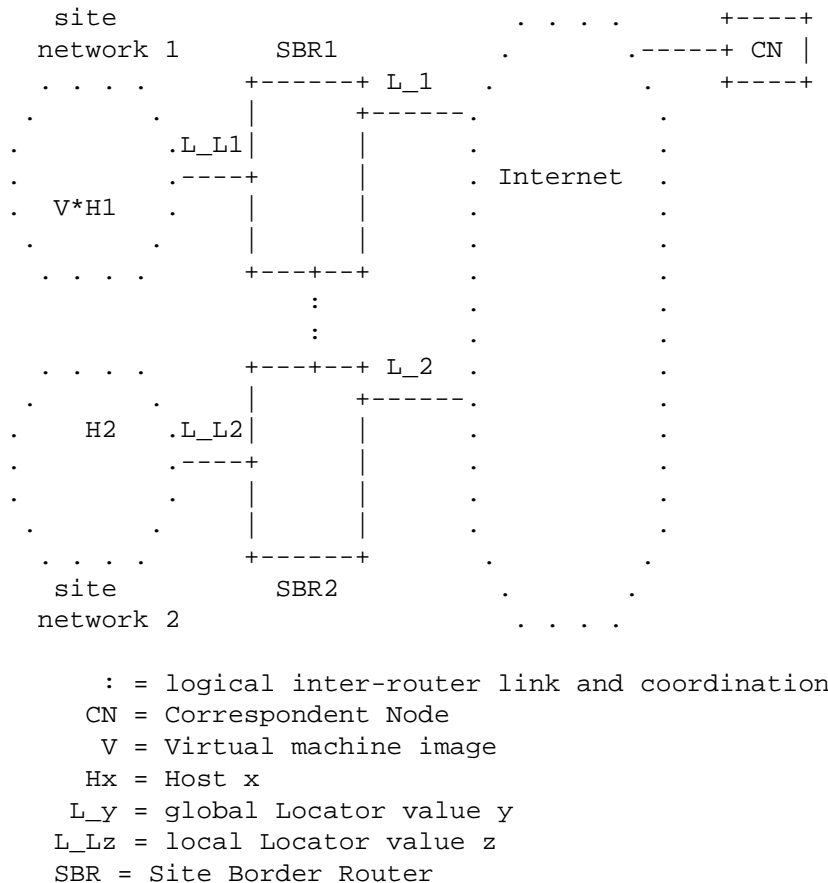 site
network 1 SBR1
CN
L_1
L_L1
Internet
V*H1
L_2
H2 L_L2
site SBR2
network 2
: = logical inter-router link and coordination
CN = Correspondent Node
V = Virtual machine image
Hx = Host x
L_y = global Locator value y
L_Lz = local Locator value z
SBR = Site Border Router